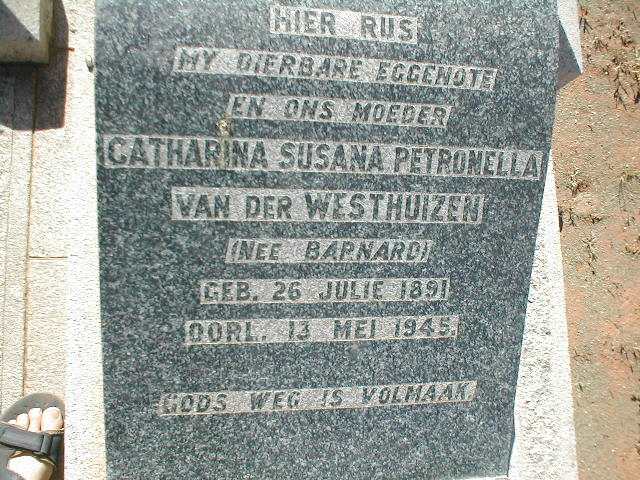 HIER RUS
MY DIERBARE EGGENOTE
EN ONS MOEDER
CATHARINA SUSANA PETRONELLA
VAN DER WESTHUIZEN
(NEE BARNARD)
GEB. 26 JULIE 1891
OORL. 13 MEI 1945.
GODS WEG IS VOLMAAK.